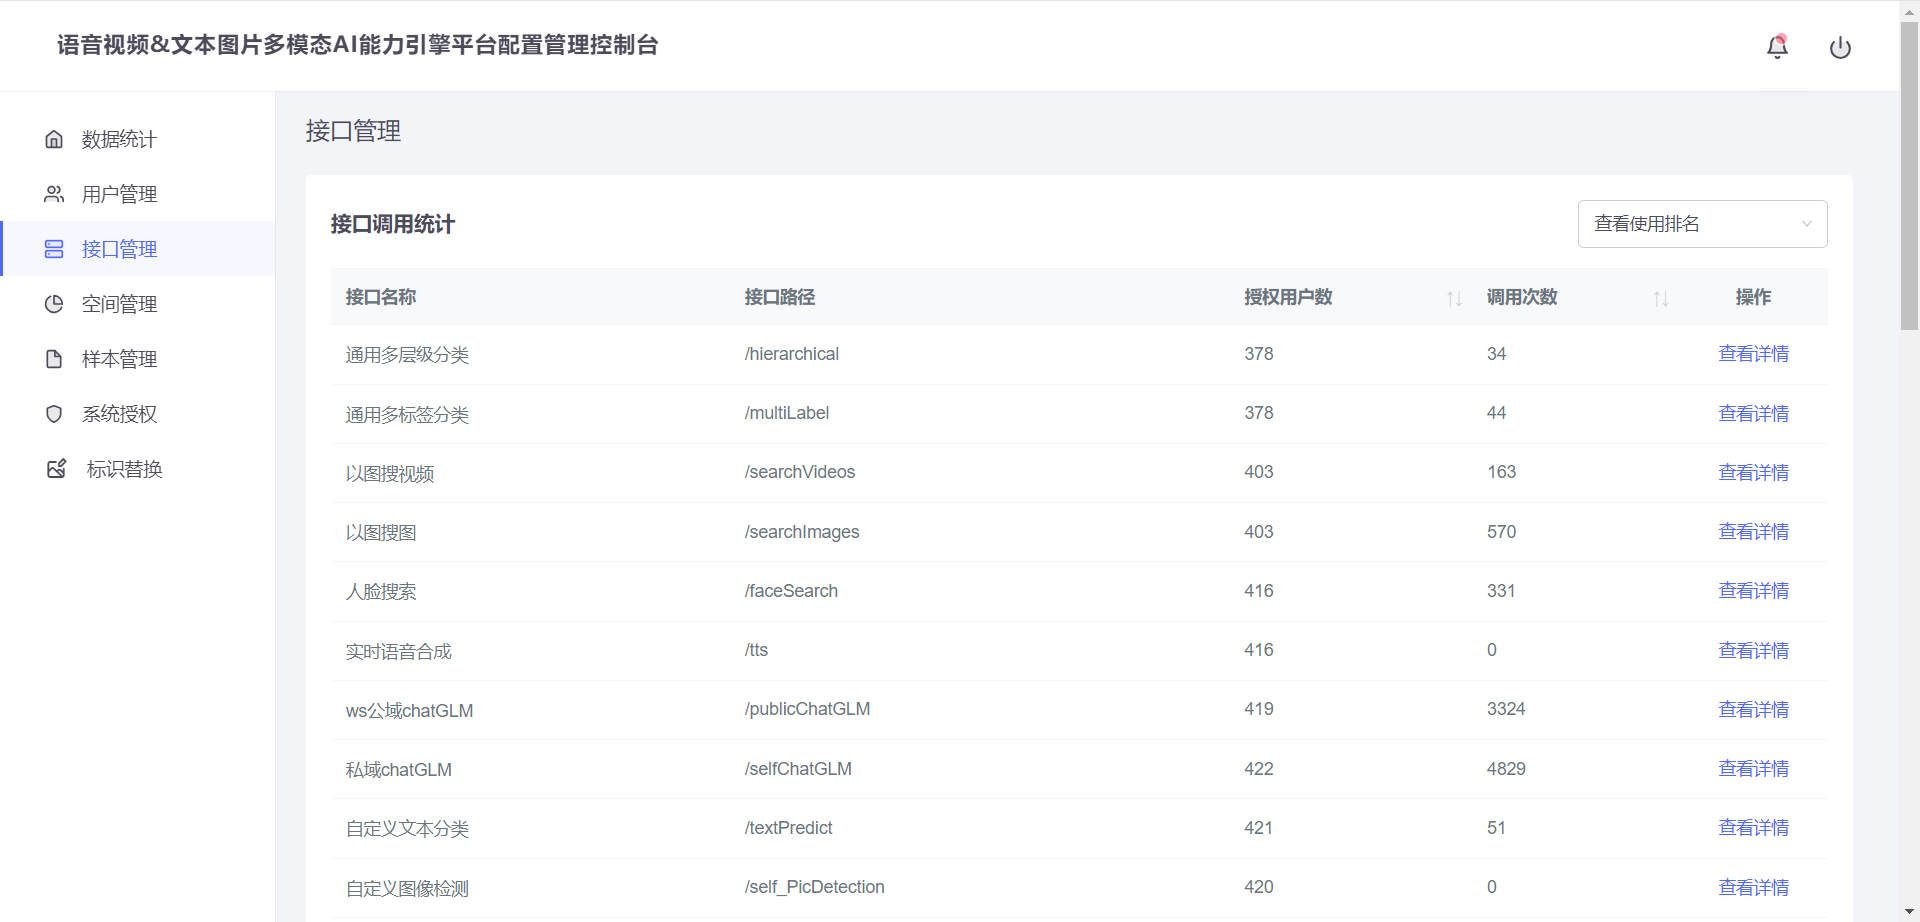 语音视频&文本图片多模态AI能力引擎平台配置管理控制台
数据统计
用户管理
接口管理
空间管理
样本管理
系统授权
标识替换
接口管理
接口调用统计
查看使用排名
接口名称 接口路径 授权用户数 调用次数 操作
通用多层级分类 /hierarchical 378 34 查看详情
通用多标签分类 /multiLabel 378 44 查看详情
以图搜视频 /searchVideos 403 163 查看详情
以图搜图 /searchImages 403 570 查看详情
人脸搜索 /faceSearch 416 331 查看详情
实时语音合成 /tts 416 0 查看详情
ws公域chatGLM /publicChatGLM 419 3324 查看详情
私域chatGLM /selfChatGLM 422 4829 查看详情
自定义文本分类 /textPredict 421 51 查看详情
自定义图像检测 /self_PicDetection 420 0 查看详情